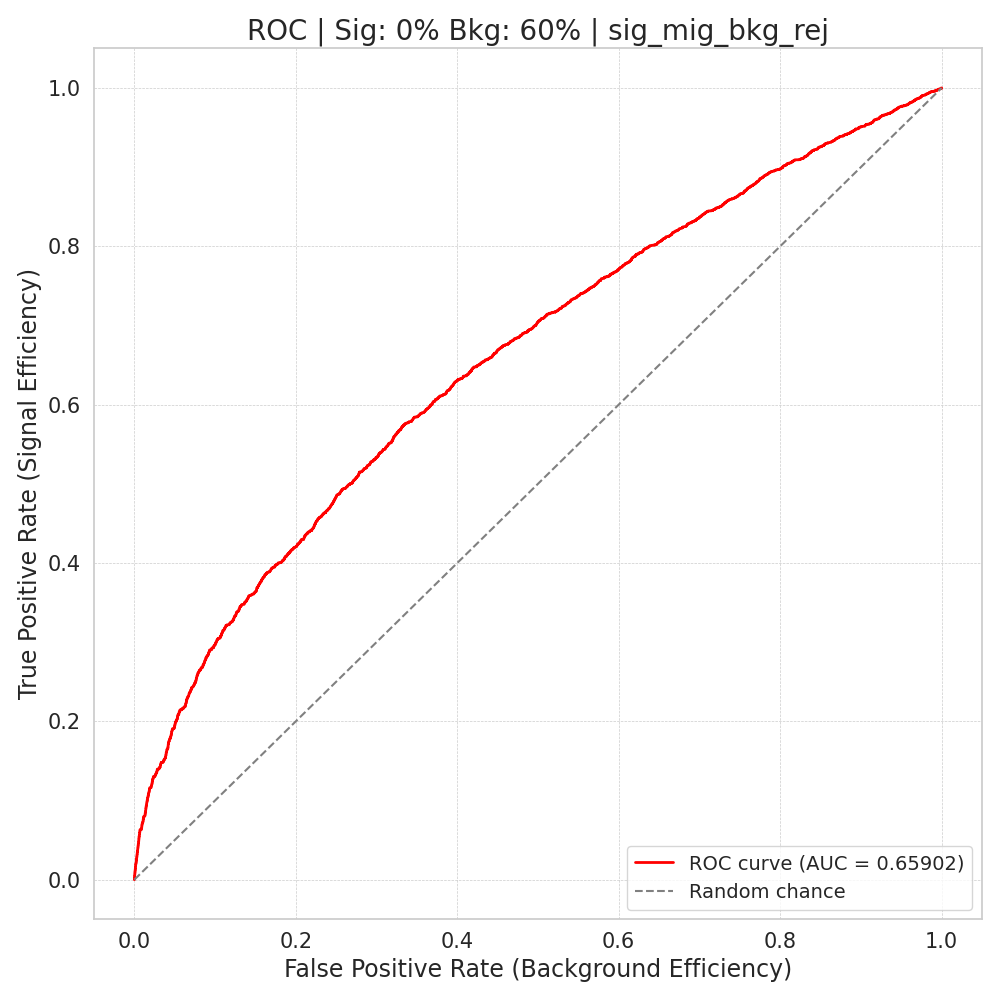 ROC | Sig: 0% Bkg: 60% | sig_mig_bkg_rej
True Positive Rate (Signal Efficiency)
1.0
0.8
0.6
0.4
0.2
0.0
ROC curve (AUC = 0.65902)
Random chance
0.0 0.2 0.4 0.6 0.8 1.0
False Positive Rate (Background Efficiency)